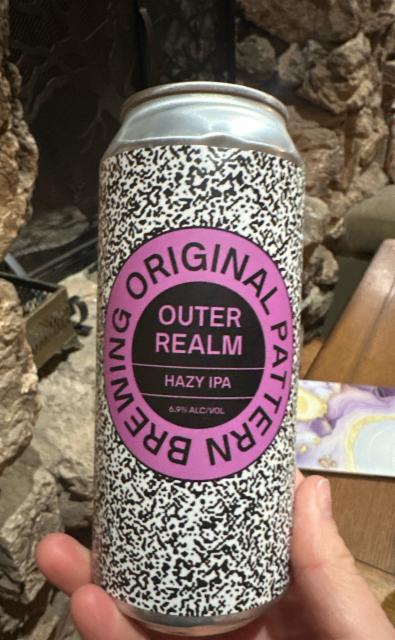 ORIGINAL PATTERN BREWING
OUTER
REALM
HAZY IPA
6.9% ALC/VOL